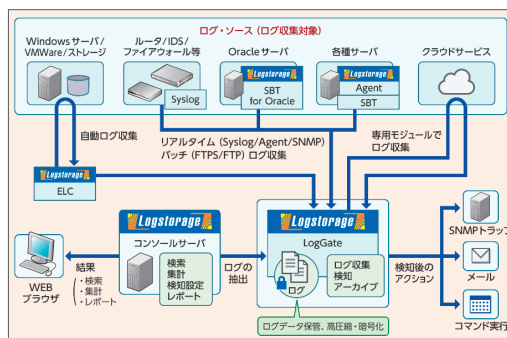 ログ・ソース（ログ収集対象）
Windowsサーバ/
VMWare/ストレージ
ルータ/IDS/
ファイアウォール等
Syslog
Oracleサーバ
Logstorage
SBT
for Oracle
各種サーバ
Logstorage
Agent
SBT
クラウドサービス
自動ログ収集
リアルタイム（Syslog/Agent/SNMP）
バッチ（FTPS/FTP）ログ収集
専用モジュールで
ログ収集
Logstorage
ELC
WEB
ブラウザ
結果
・検索
・集計
・レポート
Logstorage
コンソールサーバ
検索
集計
検知設定
レポート
ログの
抽出
Logstorage
LogGate
ログ
ログ収集
検知
アーカイブ
ログデータ保管、高圧縮・暗号化
検知後の
アクション
SNMPトラップ
メール
コマンド実行